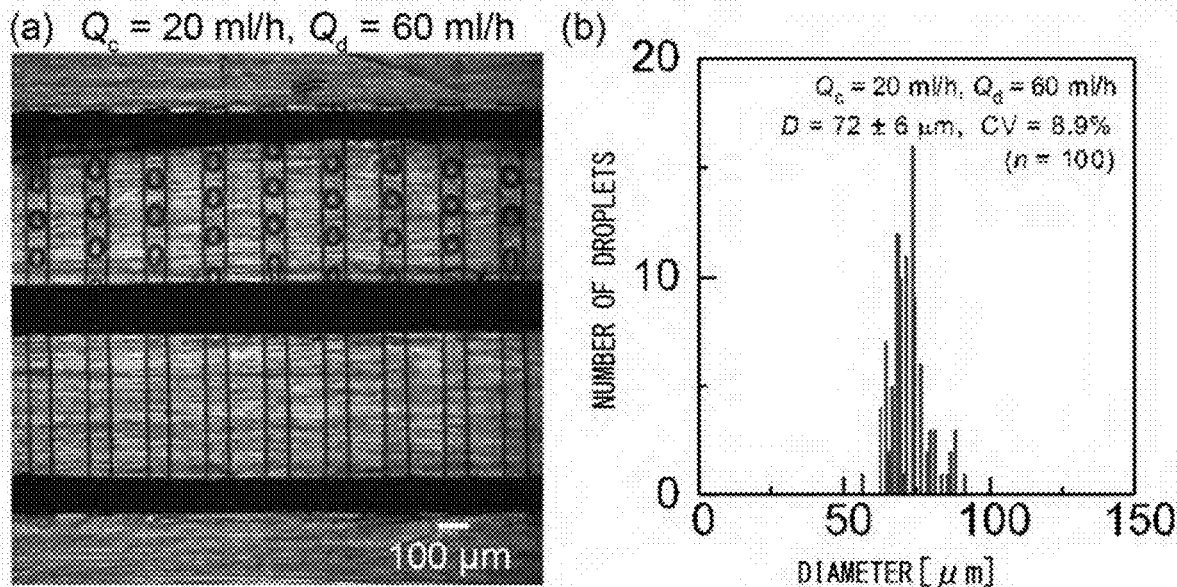 (a) Q_c = 20 ml/h, Q_d = 60 ml/h
100 μm
(b)
20
10
0
NUMBER OF DROPLETS
Q_c = 20 ml/h, Q_d = 60 ml/h
D = 72 ± 6 μm, CV = 8.9%
(n = 100)
0 50 100 150
DIAMETER [μm]